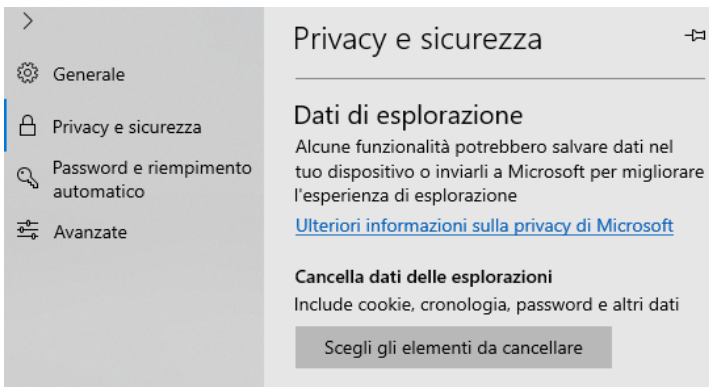 Generale
Privacy e sicurezza
Password e riempimento
automatico
Avanzate
Privacy e sicurezza
Dati di esplorazione
Alcune funzionalità potrebbero salvare dati nel
tuo dispositivo o inviarli a Microsoft per migliorare
l'esperienza di esplorazione
Ulteriori informazioni sulla privacy di Microsoft
Cancella dati delle esplorazioni
Include cookie, cronologia, password e altri dati
Scegli gli elementi da cancellare